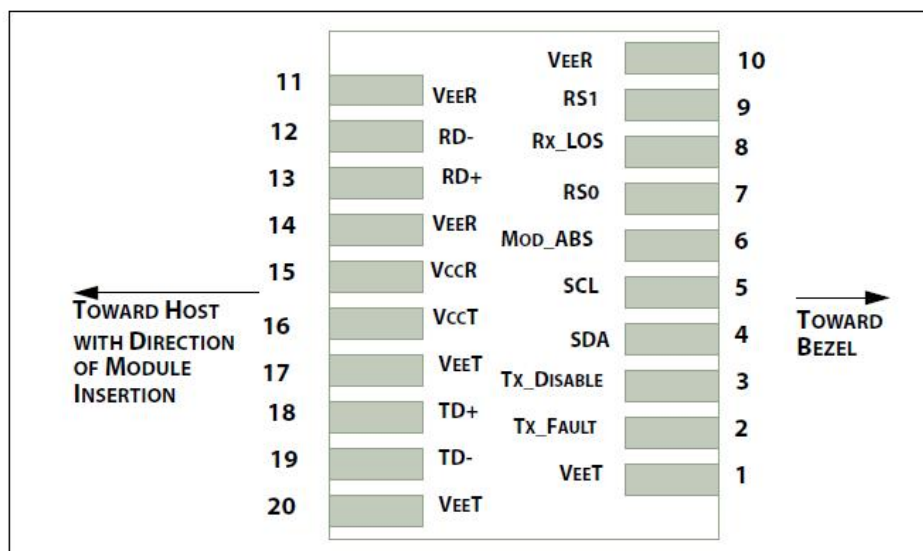 11
VEER
12
RD-
13
RD+
14
VEER
15
VCCR
16
VCCT
17
VEET
18
TD+
19
TD-
20
VEET
VEER
10
RS1
9
RX_LOS
8
RS0
7
MOD_ABS
6
SCL
5
SDA
4
TX_DISABLE
3
TX_FAULT
2
VEET
1
TOWARD HOST
WITH DIRECTION
OF MODULE
INSERTION
TOWARD
BEZEL